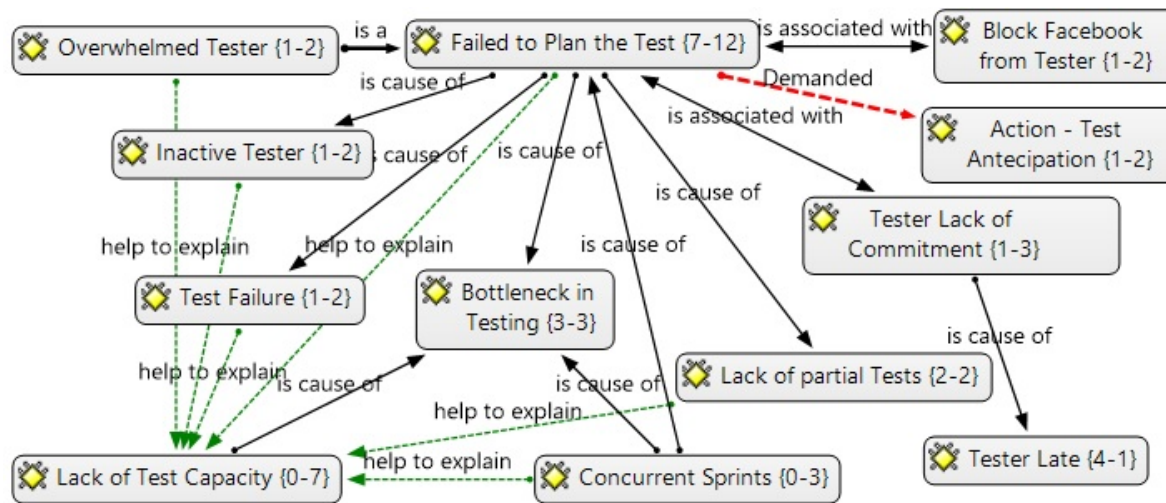 Overwhelmed Tester {1-2}
is a
Failed to Plan the Test {7-12}
is associated with
Block Facebook
from Tester {1-2}
is cause of
Demanded
Inactive Tester {1-2}
is cause of
is cause of
is associated with
Action - Test
Antecipation {1-2}
is cause of
Tester Lack of
Commitment {1-3}
help to explain
help to explain
is cause of
Test Failure {1-2}
Bottleneck in
Testing {3-3}
is cause of
help to explain
is cause of
is cause of
Lack of partial Tests {2-2}
help to explain
Lack of Test Capacity {0-7}
help to explain
Concurrent Sprints {0-3}
Tester Late {4-1}